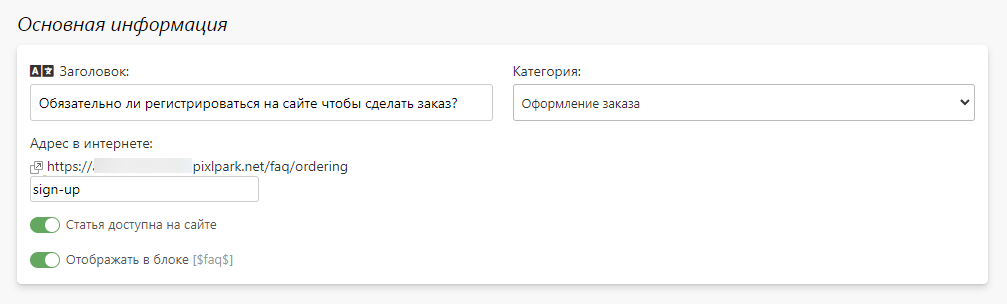 Основная информация
Заголовок:
Категория:
Обязательно ли регистрироваться на сайте чтобы сделать заказ?
Оформление заказа
Адрес в интернете:
https:// pixlpark.net/faq/ordering
sign-up
Статья доступна на сайте
Отображать в блоке [$faq$]